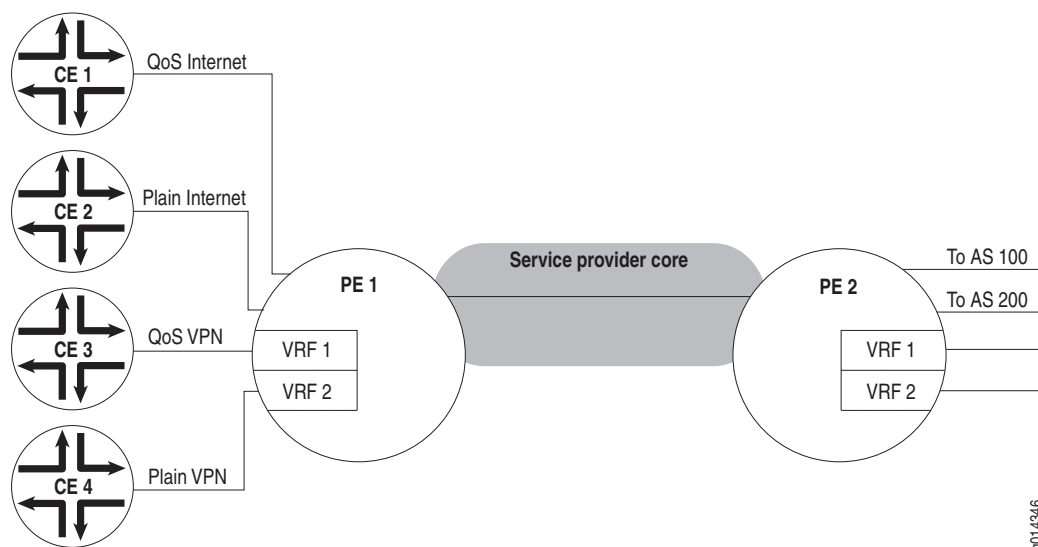 QoS Internet
CE 1
Plain Internet
CE 2
Service provider core
PE 1
PE 2
To AS 100
To AS 200
QoS VPN
CE 3
VRF 1
VRF 2
VRF 1
VRF 2
Plain VPN
CE 4
g014346